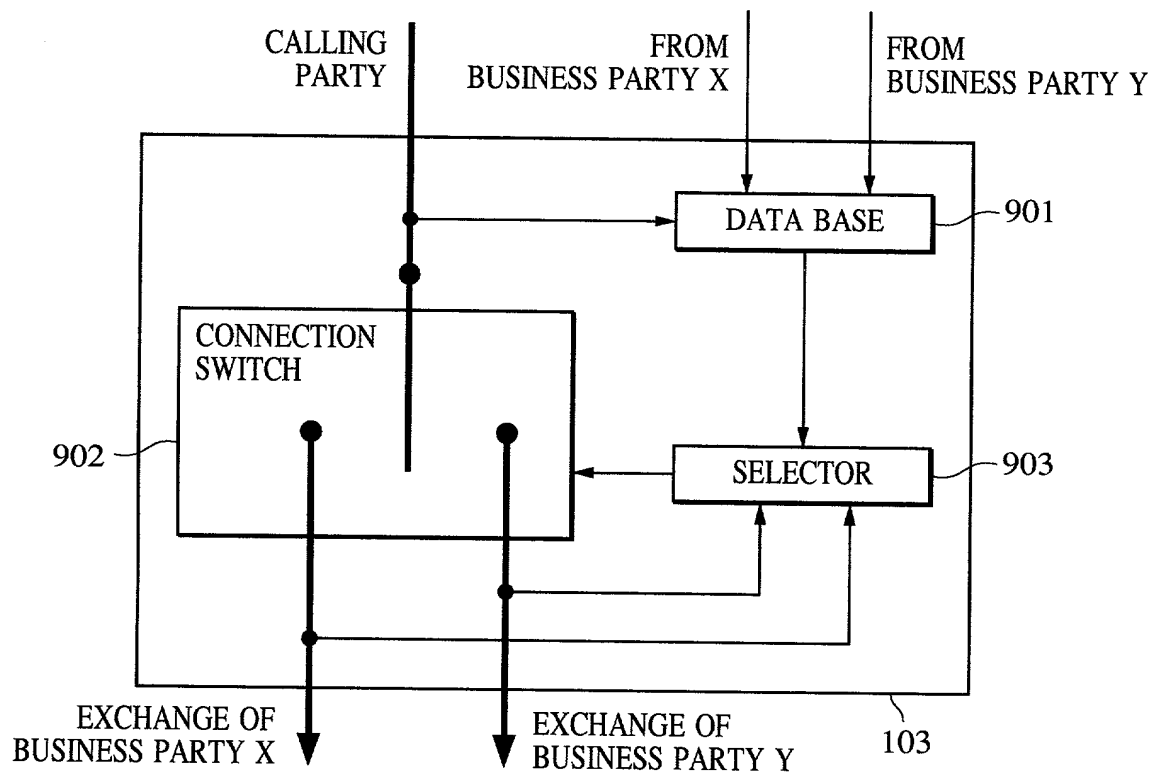 CALLING
PARTY
FROM
BUSINESS PARTY X
FROM
BUSINESS PARTY Y
DATA BASE
901
CONNECTION
SWITCH
902
SELECTOR
903
EXCHANGE OF
BUSINESS PARTY X
EXCHANGE OF
BUSINESS PARTY Y
103